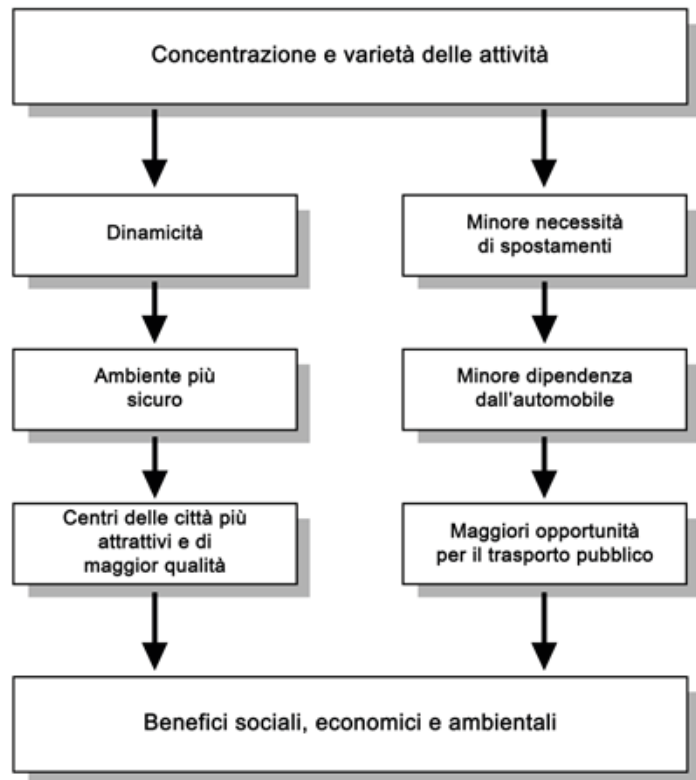 Concentrazione e varietà delle attività
Dinamicità
Minore necessità
di spostamenti
Ambiente più
sicuro
Minore dipendenza
dall'automobile
Centri delle città più
attrattivi e di
maggior qualità
Maggiori opportunità
per il trasporto pubblico
Benefici sociali, economici e ambientali